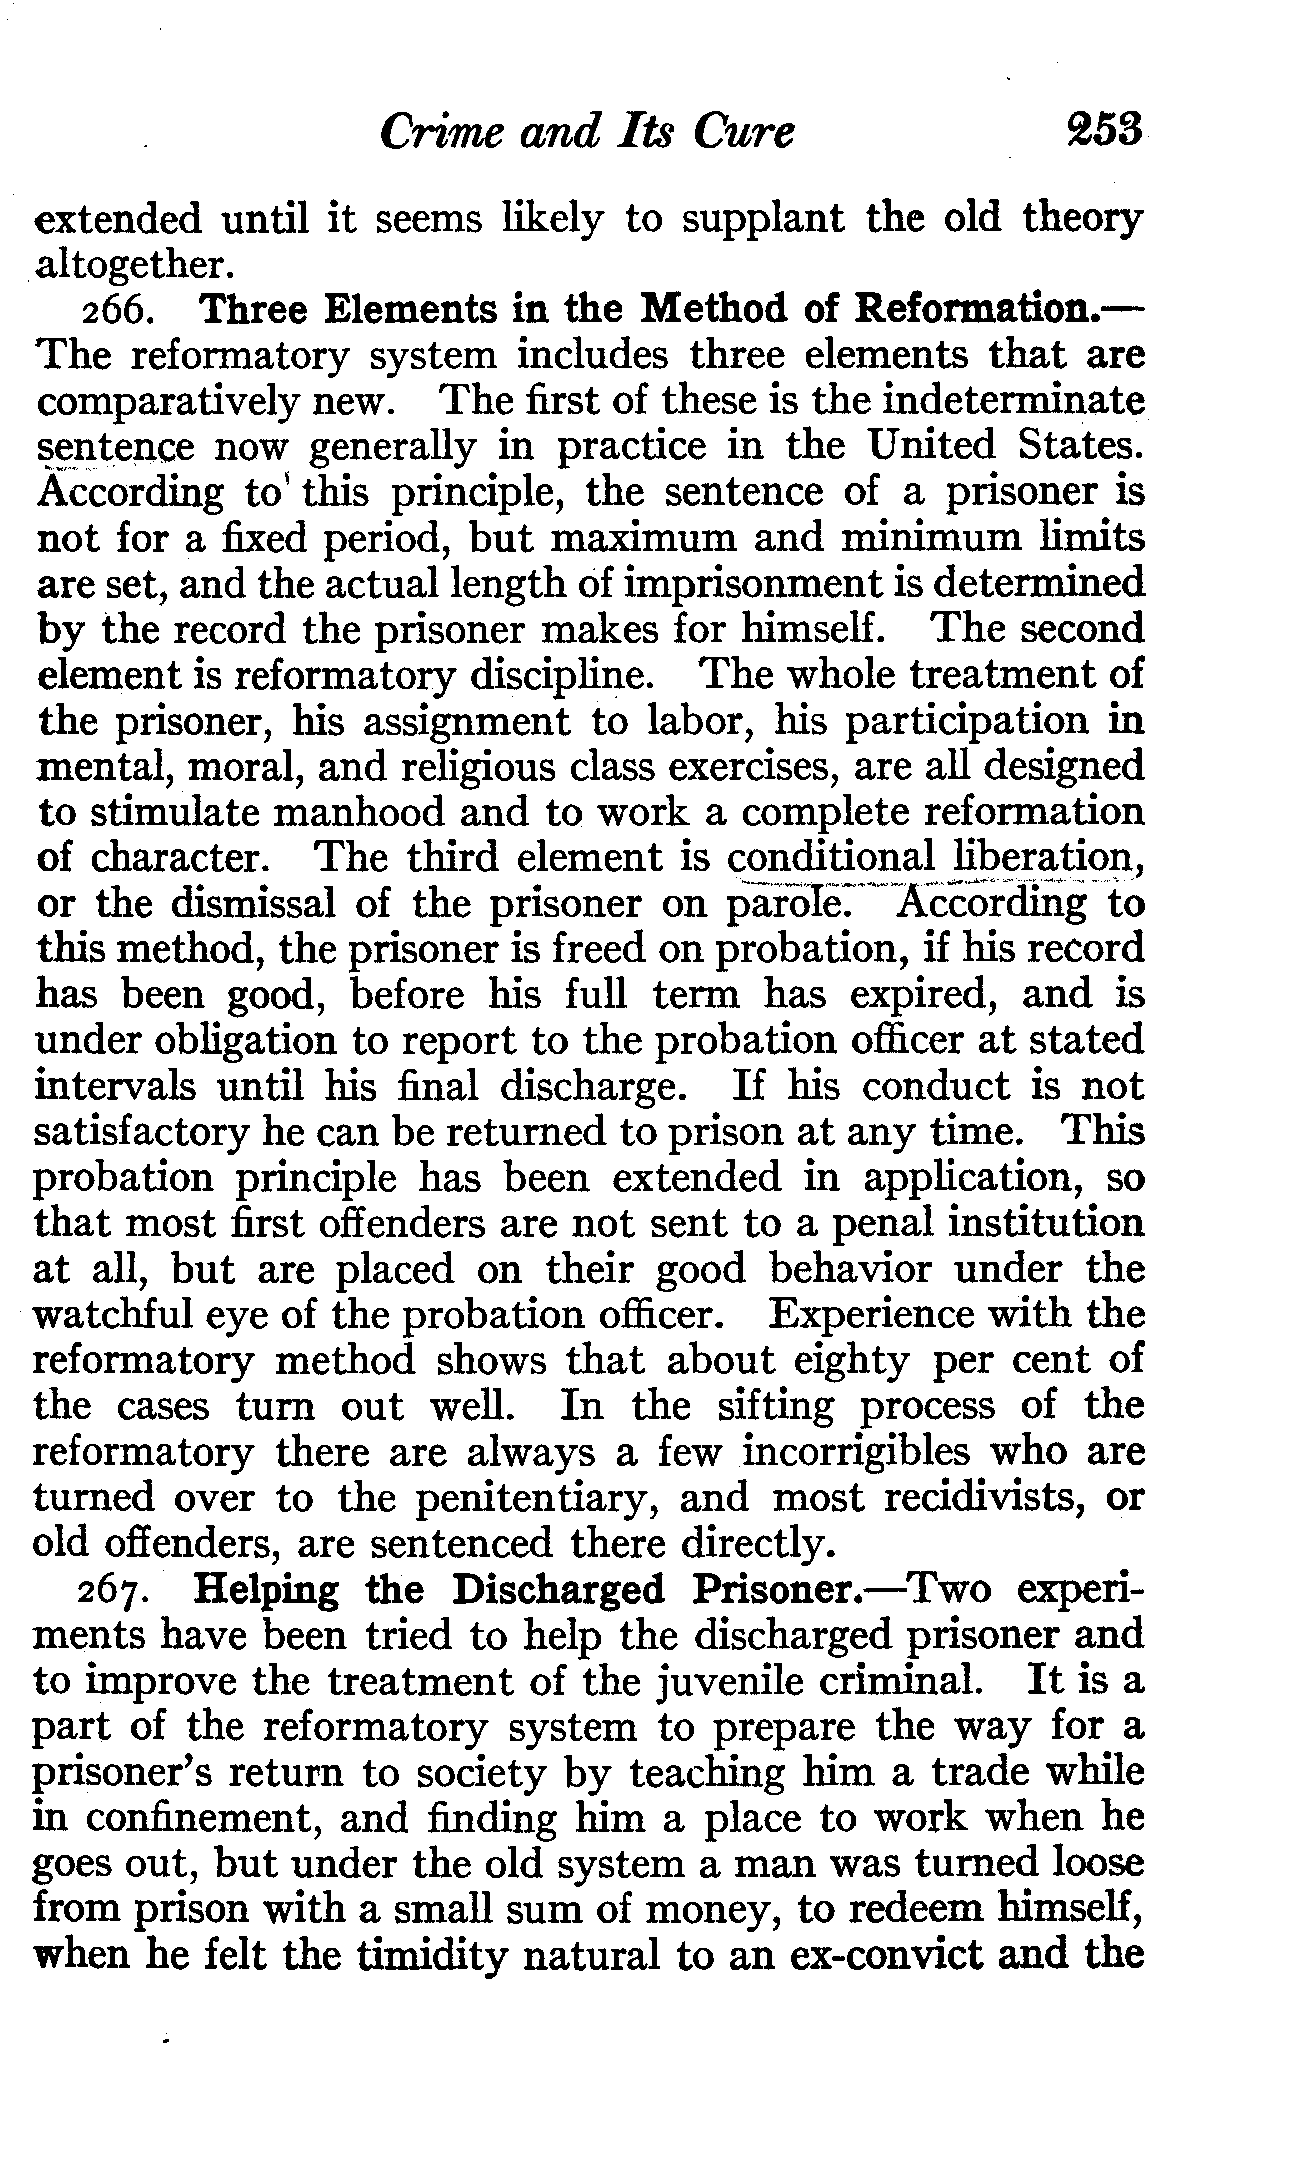 Crime and Its Cure 253
extended until it seems likely to supplant the old theory
altogether.
266. Three Elements in the Method of Reformation.—
The reformatory system includes three elements that are
comparatively new. The first of these is the indeterminate
sentence now generally in practice in the United States.
According to this principle, the sentence of a prisoner is
not for a fixed period, but maximum and minimum limits
are set, and the actual length of imprisonment is determined
by the record the prisoner makes for himself. The second
element is reformatory discipline. The whole treatment of
the prisoner, his assignment to labor, his participation in
mental, moral, and religious class exercises, are all designed
to stimulate manhood and to work a complete reformation
of character. The third element is conditional liberation,
or the dismissal of the prisoner on parole. According to
this method, the prisoner is freed on probation, if his record
has been good, before his full term has expired, and is
under obligation to report to the probation officer at stated
intervals until his final discharge. If his conduct is not
satisfactory he can be returned to prison at any time. This
probation principle has been extended in application, so
that most first offenders are not sent to a penal institution
at all, but are placed on their good behavior under the
watchful eye of the probation officer. Experience with the
reformatory method shows that about eighty per cent of
the cases turn out well. In the sifting process of the
reformatory there are always a few incorrigibles who are
turned over to the penitentiary, and most recidivists, or
old offenders, are sentenced there directly.
267. Helping the Discharged Prisoner.—Two experi-
ments have been tried to help the discharged prisoner and
to improve the treatment of the juvenile criminal. It is a
part of the reformatory system to prepare the way for a
prisoner's return to society by teaching him a trade while
in confinement, and finding him a place to work when he
goes out, but under the old system a man was turned loose
from prison with a small sum of money, to redeem himself,
when he felt the timidity natural to an ex-convict and the